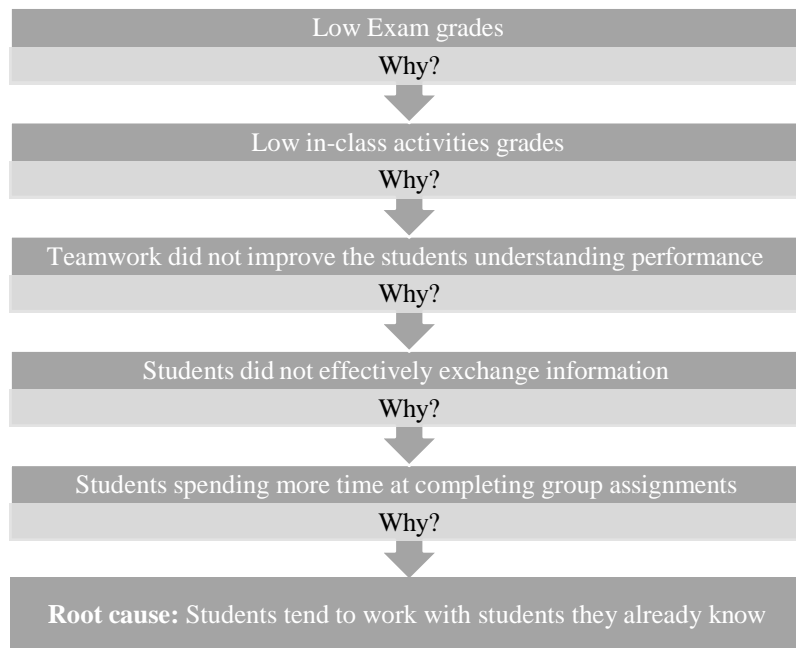 Low Exam grades
Why?
Low in-class activities grades
Why?
Teamwork did not improve the students understanding performance
Why?
Students did not effectively exchange information
Why?
Students spending more time at completing group assignments
Why?
Root cause: Students tend to work with students they already know